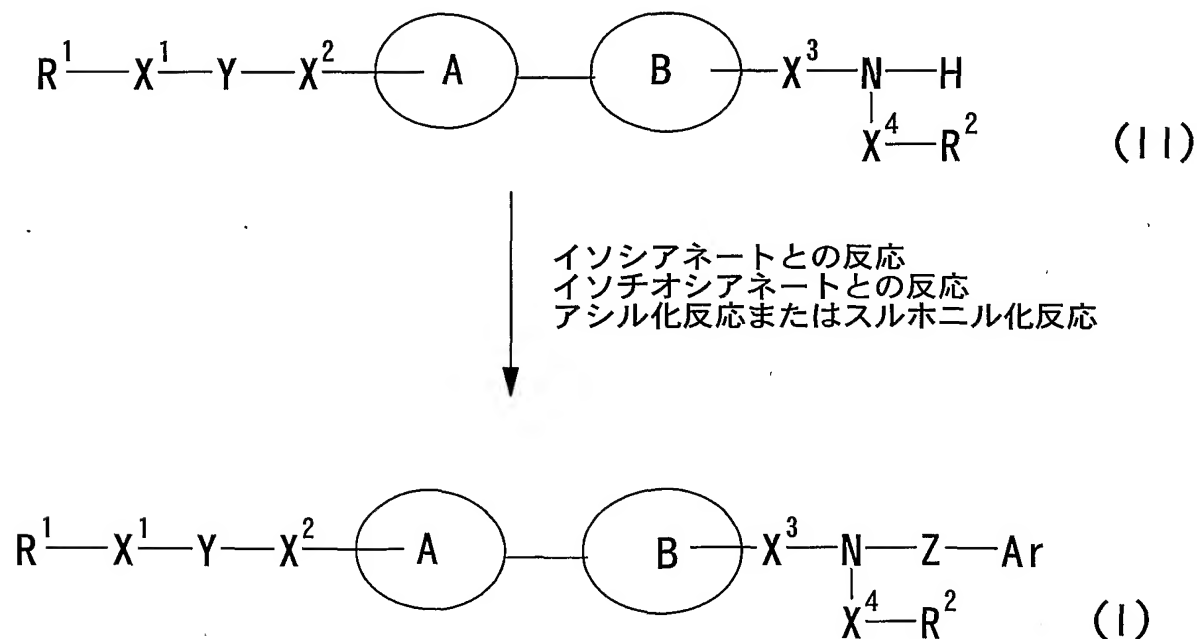 R¹—X¹—Y—X²—A—B—X³—N—H
X⁴—R²
(II)
イソシアネートとの反応
イソチオシアネートとの反応
アシル化反応またはスルホニル化反応
R¹—X¹—Y—X²—A—B—X³—N—Z—Ar
X⁴—R²
(I)